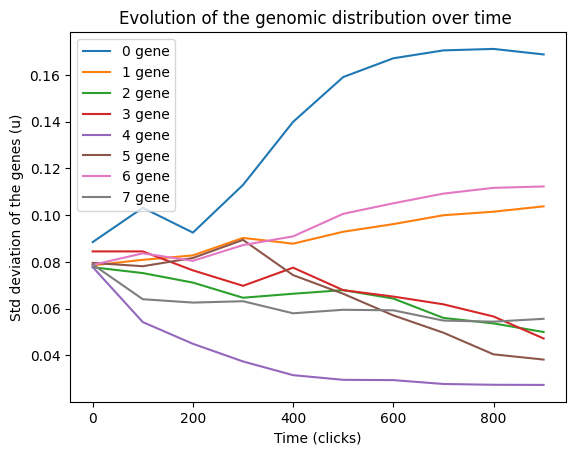 Evolution of the genomic distribution over time
Std deviation of the genes (u)
0.16
0.14
0.12
0.10
0.08
0.06
0.04
0 gene
1 gene
2 gene
3 gene
4 gene
5 gene
6 gene
7 gene
0
200
400
600
800
Time (clicks)